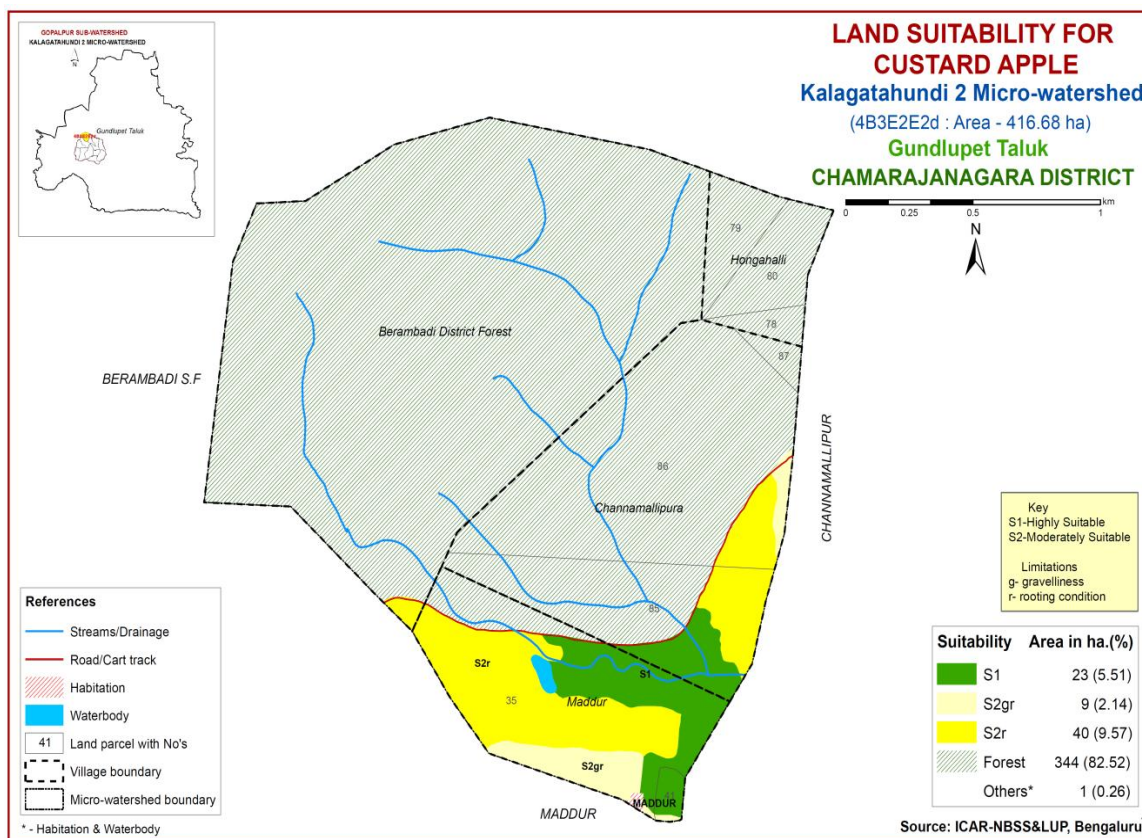 GOPALPUR SUB-WATERSHED
KALAGATAHUNDI 2 MICRO-WATERSHED
N
Gundlupet Taluk
LAND SUITABILITY FOR
CUSTARD APPLE
Kalagatahundi 2 Micro-watershed
(4B3E2E2d : Area - 416.68 ha)
Gundlupet Taluk
CHAMARAJANAGARA DISTRICT
km
0 0.25 0.5 1
N
79
Hongahalli
60
78
87
Berambadi District Forest
BERAMBADI S.F
CHANNAMALLIPUR
86
Channamallipura
85
S2r
S1
35
Maddur
S2gr
41
MADDUR
MADDUR
Key
S1-Highly Suitable
S2-Moderately Suitable
Limitations
g- gravelliness
r- rooting condition
References
Streams/Drainage
Road/Cart track
Habitation
Waterbody
41 Land parcel with No's
Village boundary
Micro-watershed boundary
* - Habitation & Waterbody
Suitability Area in ha.(%)
S1 23 (5.51)
S2gr 9 (2.14)
S2r 40 (9.57)
Forest 344 (82.52)
Others* 1 (0.26)
Source: ICAR-NBSS&LUP, Bengaluru